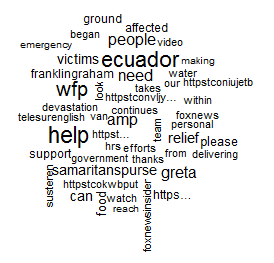 ground
began affected
emergency people video
victims ecuador making
franklingraham need water our
look takes httpstconiujetb
wfp httpstconvljy… within
devastation continues
telesurenglish van amp foxnews
team personal
help httpst… relief please
hrs efforts
support government thanks from delivering
samaritanspurse greta
susteren httpstcokwbput https…
can food watch
reach
foxnewsinsider